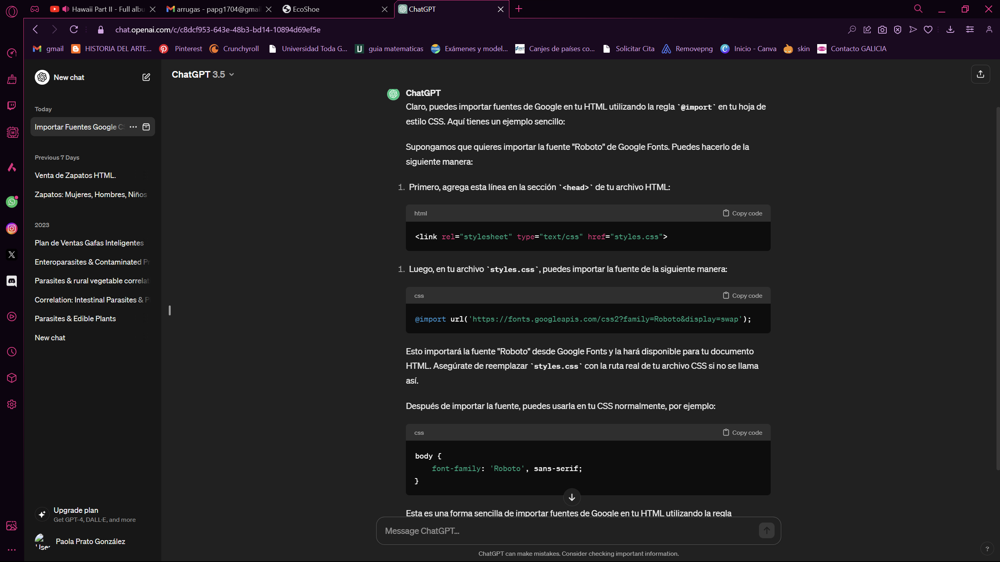 Hawaii Part II - Full albu
arrugas - papg1704@gmai
EcoShoe
ChatGPT
chat.openai.com/c/c8dcf953-643e-48b3-bd14-10894d69ef5e
gmail
HISTORIA DEL ARTE...
Pinterest
Crunchyroll
Universidad Toda G...
guia matematicas
Exámenes y model...
Canjes de países co...
Solicitar Cita
Removepng
Inicio - Canva
skin
Contacto GALICIA
New chat
Today
Importar Fuentes Google CS
Previous 7 Days
Venta de Zapatos HTML.
Zapatos: Mujeres, Hombres, Niños
2023
Plan de Ventas Gafas Inteligentes
Enteroparasites & Contaminated Pr
Parasites & rural vegetable correlat
Correlation: Intestinal Parasites & P
Parasites & Edible Plants
New chat
Upgrade plan
Get GPT-4, DALL·E, and more
User
Paola Prato González
ChatGPT 3.5
ChatGPT
Claro, puedes importar fuentes de Google en tu HTML utilizando la regla `@import` en tu hoja de
estilo CSS. Aquí tienes un ejemplo sencillo:
Supongamos que quieres importar la fuente "Roboto" de Google Fonts. Puedes hacerlo de la
siguiente manera:
1. Primero, agrega esta línea en la sección `<head>` de tu archivo HTML:
html
Copy code
<link rel="stylesheet" type="text/css" href="styles.css">
1. Luego, en tu archivo `styles.css`, puedes importar la fuente de la siguiente manera:
css
Copy code
@import url('https://fonts.googleapis.com/css2?family=Roboto&display=swap');
Esto importará la fuente "Roboto" desde Google Fonts y la hará disponible para tu documento
HTML. Asegúrate de reemplazar `styles.css` con la ruta real de tu archivo CSS si no se llama
así.
Después de importar la fuente, puedes usarla en tu CSS normalmente, por ejemplo:
css
Copy code
body {
    font-family: 'Roboto', sans-serif;
}
Esta es una forma sencilla de importar fuentes de Google en tu HTML utilizando la regla
Message ChatGPT...
ChatGPT can make mistakes. Consider checking important information.
?